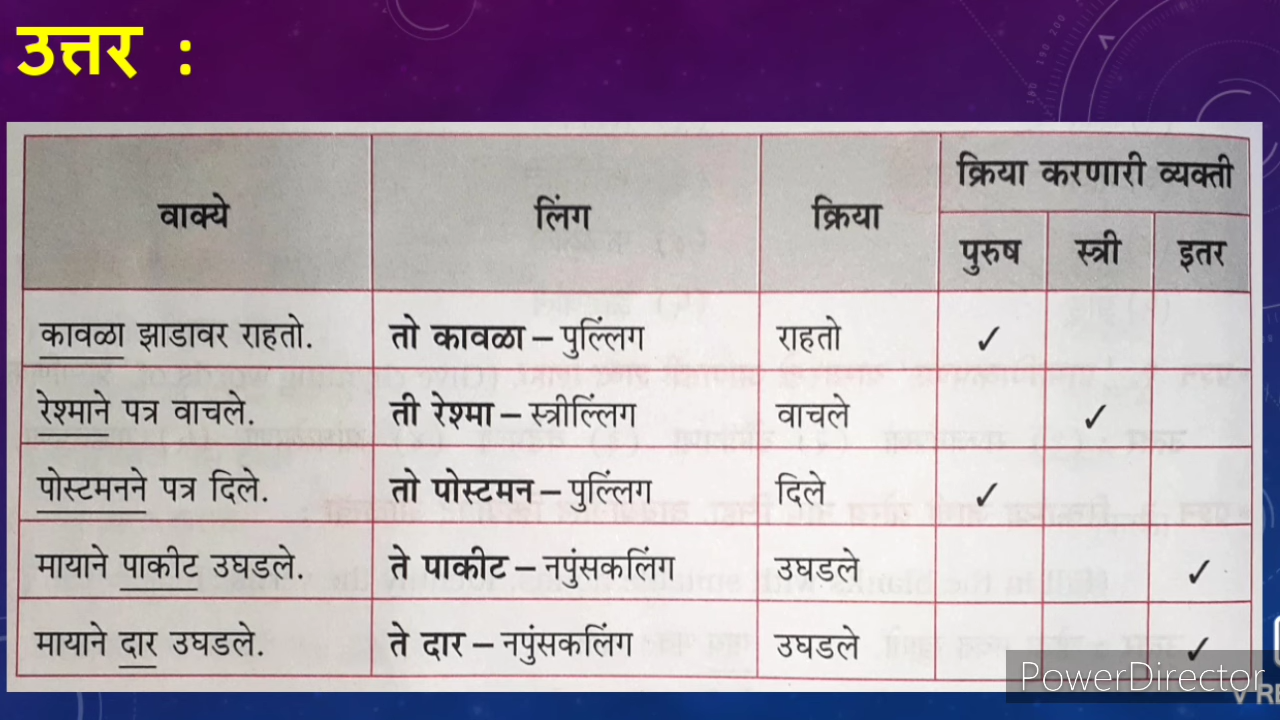 उत्तर :
वाक्ये लिंग क्रिया क्रिया करणारी व्यक्ती
पुरुष स्त्री इतर
कावळा झाडावर राहतो. तो कावळा – पुल्लिंग राहतो ✓
रेश्माने पत्र वाचले. ती रेश्मा – स्त्रील्लिंग वाचले ✓
पोस्टमनने पत्र दिले. तो पोस्टमन – पुल्लिंग दिले ✓
मायाने पाकीट उघडले. ते पाकीट – नपुंसकलिंग उघडले ✓
मायाने दार उघडले. ते दार – नपुंसकलिंग उघडले ✓
PowerDirector